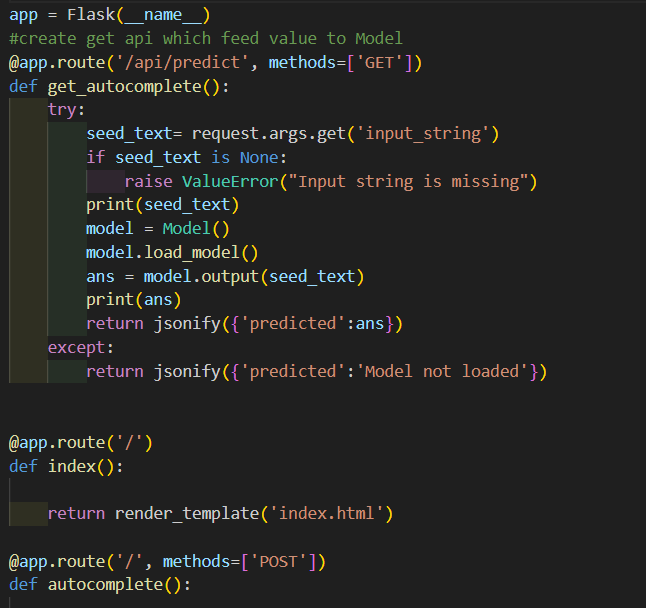 app = Flask(__name__)
#create get api which feed value to Model
@app.route('/api/predict', methods=['GET'])
def get_autocomplete():
    try:
        seed_text= request.args.get('input_string')
        if seed_text is None:
            raise ValueError("Input string is missing")
        print(seed_text)
        model = Model()
        model.load_model()
        ans = model.output(seed_text)
        print(ans)
        return jsonify({'predicted':ans})
    except:
        return jsonify({'predicted':'Model not loaded'})
@app.route('/')
def index():
    return render_template('index.html')
@app.route('/', methods=['POST'])
def autocomplete():